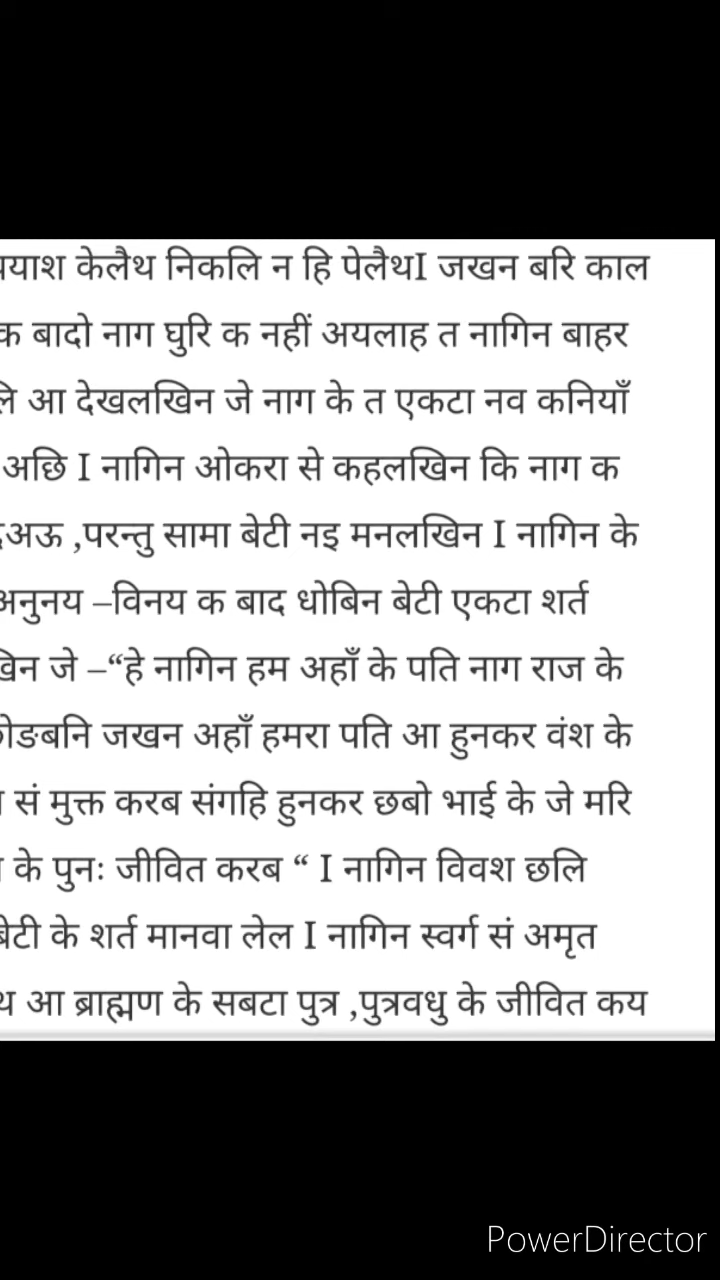 केलैथ निकलि न हि पेलैथI जखन बरि काल
क बादो नाग घुरि क नहीं अयलाह त नागिन बाहर
आ देखलखिन जे नाग के त एकटा नव कनियाँ
अछि I नागिन ओकरा से कहलखिन कि नाग क
,परन्तु सामा बेटी नइ मनलखिन I नागिन के
अनुनय –विनय क बाद धोबिन बेटी एकटा शर्त
जे –“हे नागिन हम अहाँ के पति नाग राज के
जखन अहाँ हमरा पति आ हुनकर वंश के
सं मुक्त करब संगहि हुनकर छबो भाई के जे मरि
के पुनः जीवित करब “ I नागिन विवश छलि
बेटी के शर्त मानवा लेल I नागिन स्वर्ग सं अमृत
आ ब्राह्मण के सबटा पुत्र ,पुत्रवधु के जीवित कय
PowerDirector